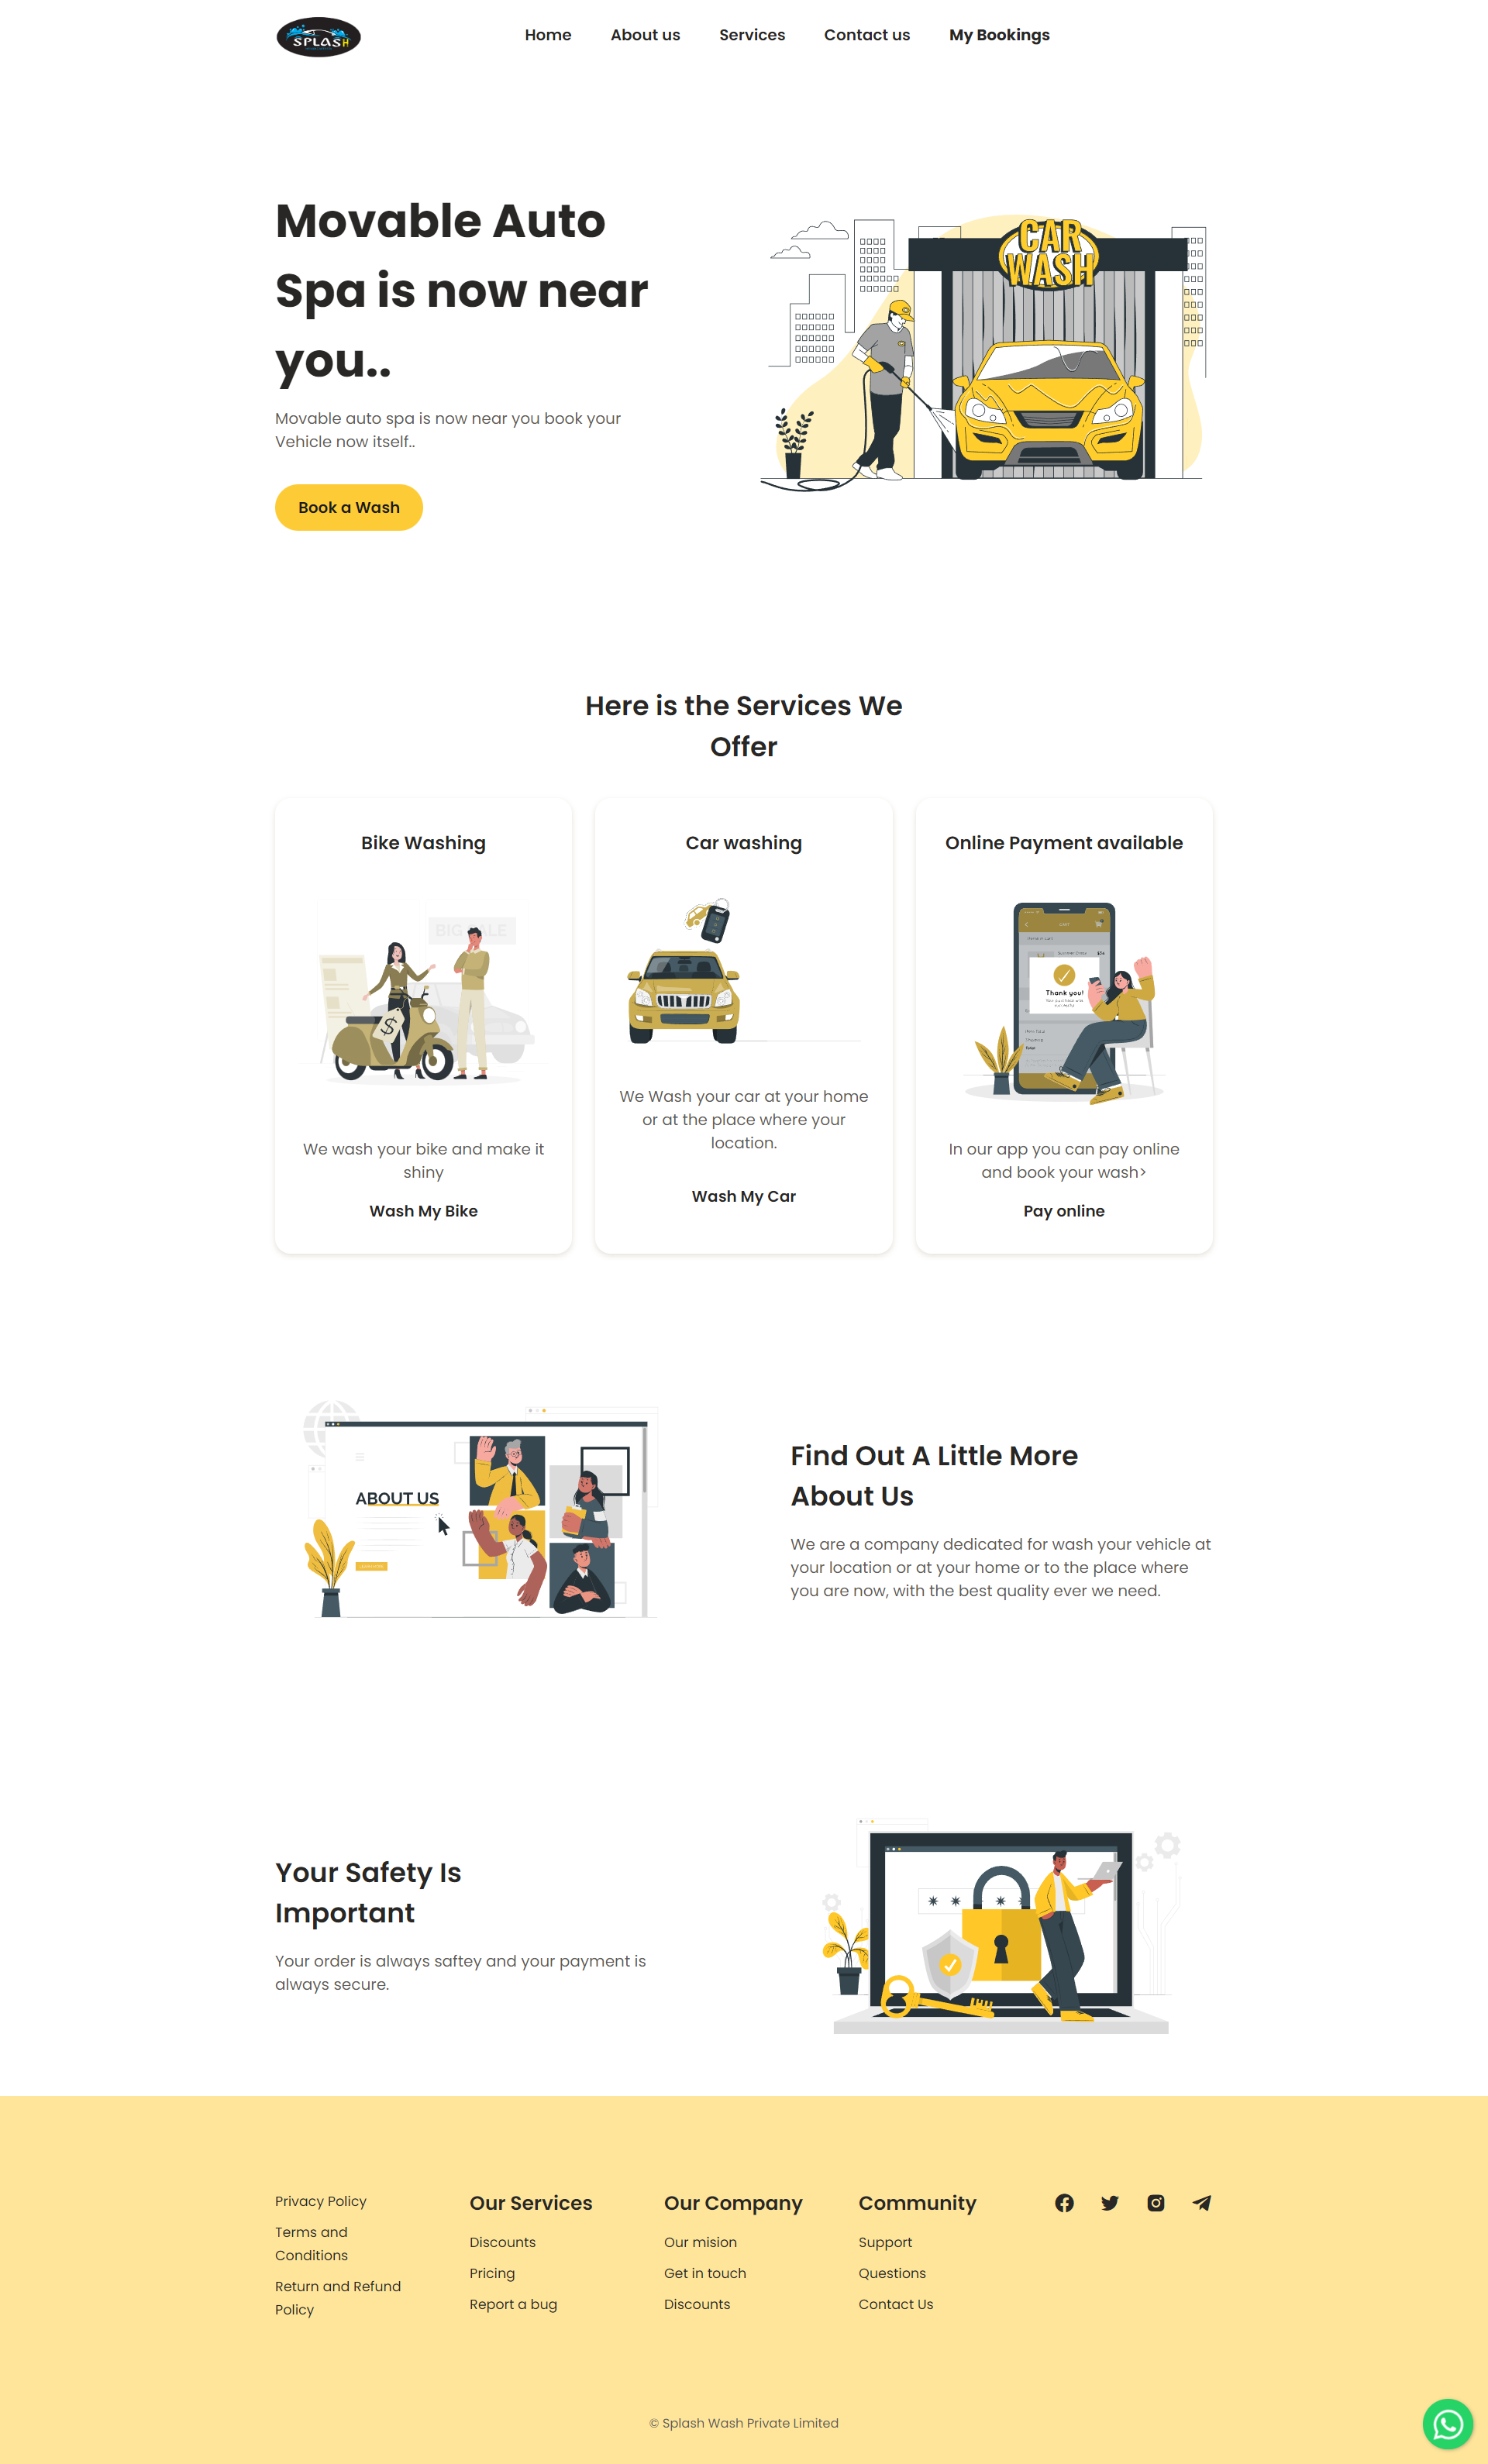 SPLASH
Home
About us
Services
Contact us
My Bookings
Movable Auto
Spa is now near
you..
Movable auto spa is now near you book your
Vehicle now itself..
Book a Wash
CAR
WASH
Here is the Services We
Offer
Bike Washing
BIG SALE
$
We wash your bike and make it
shiny
Wash My Bike
Car washing
We Wash your car at your home
or at the place where your
location.
Wash My Car
Online Payment available
CART
Thank you!
Total
In our app you can pay online
and book your wash>
Pay online
ABOUT US
Find Out A Little More
About Us
We are a company dedicated for wash your vehicle at
your location or at your home or to the place where
you are now, with the best quality ever we need.
Your Safety Is
Important
Your order is always saftey and your payment is
always secure.
Privacy Policy
Terms and
Conditions
Return and Refund
Policy
Our Services
Discounts
Pricing
Report a bug
Our Company
Our mision
Get in touch
Discounts
Community
Support
Questions
Contact Us
© Splash Wash Private Limited